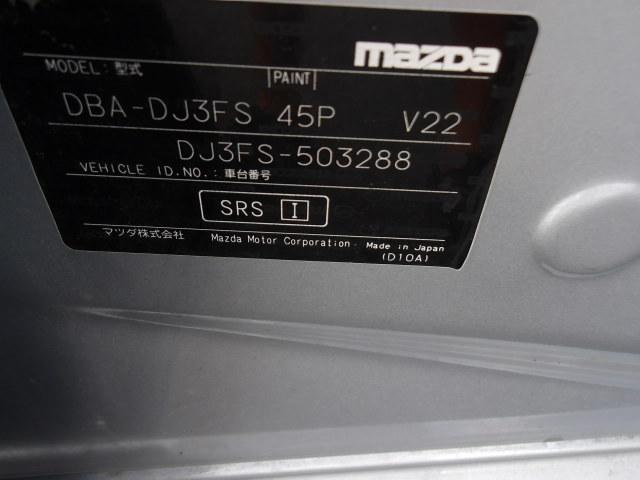 mazda
MODEL: 型式 PAINT
DBA-DJ3FS 45P V22
DJ3FS-503288
VEHICLE I.D.NO.: 車台番号
SRS I
マツダ株式会社 Mazda Motor Corporation Made in Japan
(D10A)